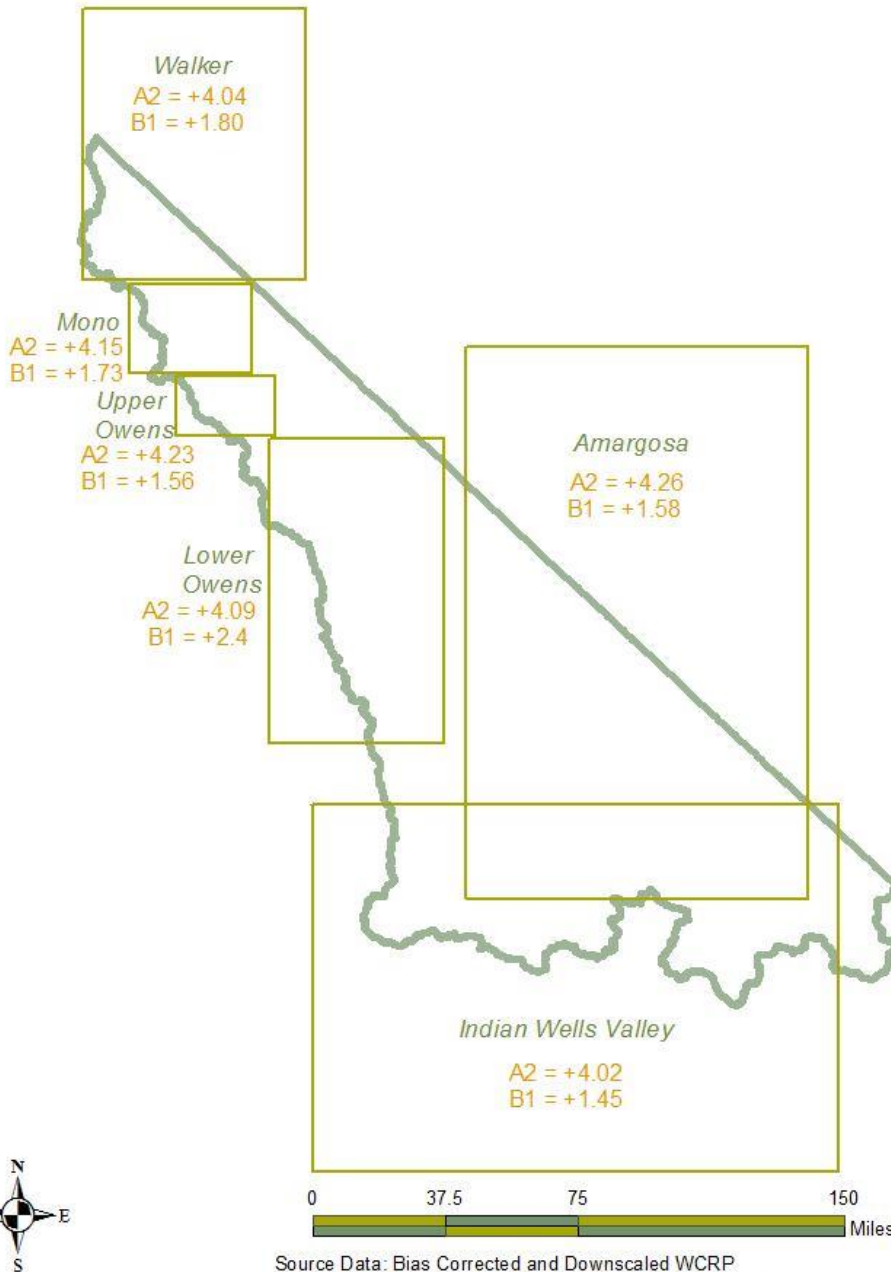 Walker
A2 = +4.04
B1 = +1.80
Mono
A2 = +4.15
B1 = +1.73
Upper
Owens
A2 = +4.23
B1 = +1.56
Amargosa
A2 = +4.26
B1 = +1.58
Lower
Owens
A2 = +4.09
B1 = +2.4
Indian Wells Valley
A2 = +4.02
B1 = +1.45
N
E
S
0 37.5 75 150
Miles
Source Data: Bias Corrected and Downscaled WCRP